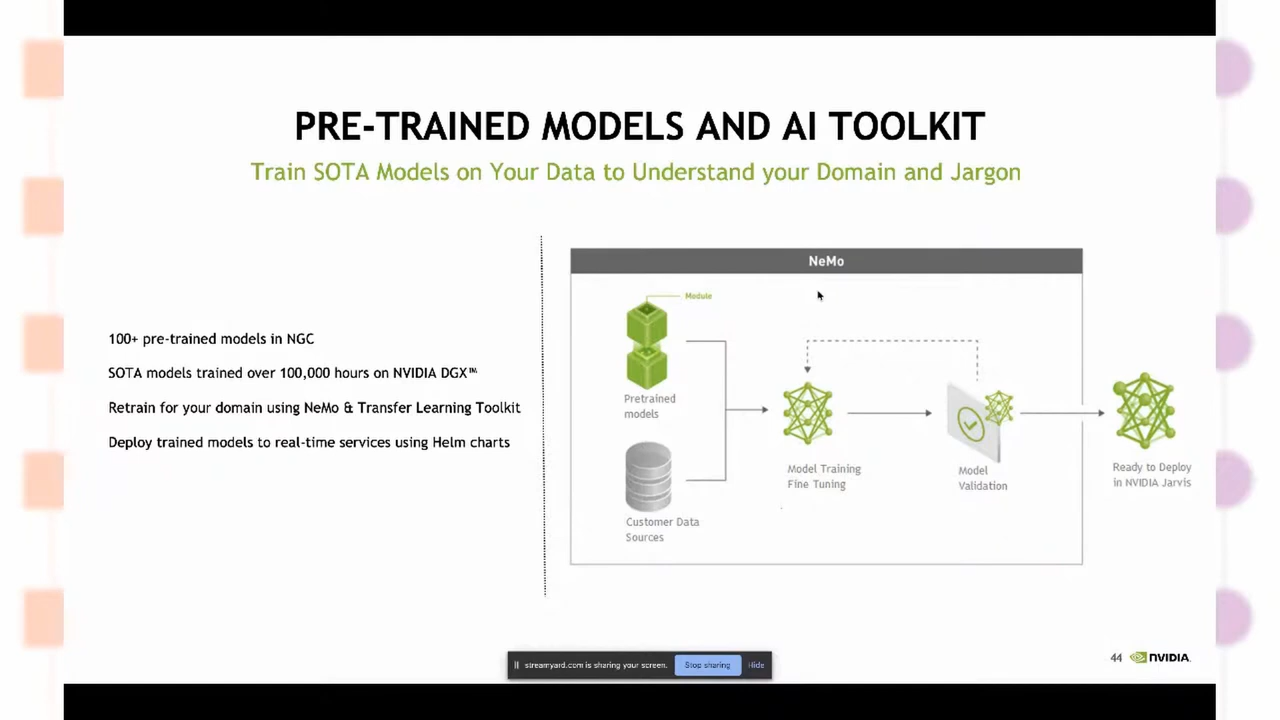 PRE-TRAINED MODELS AND AI TOOLKIT
Train SOTA Models on Your Data to Understand your Domain and Jargon
100+ pre-trained models in NGC
SOTA models trained over 100,000 hours on NVIDIA DGX™
Retrain for your domain using NeMo & Transfer Learning Toolkit
Deploy trained models to real-time services using Helm charts
NeMo
Module
Pretrained
models
Customer Data
Sources
Model Training
Fine Tuning
Model
Validation
Ready to Deploy
in NVIDIA Jarvis
streamyard.com is sharing your screen.
Stop sharing
Hide
44
NVIDIA.